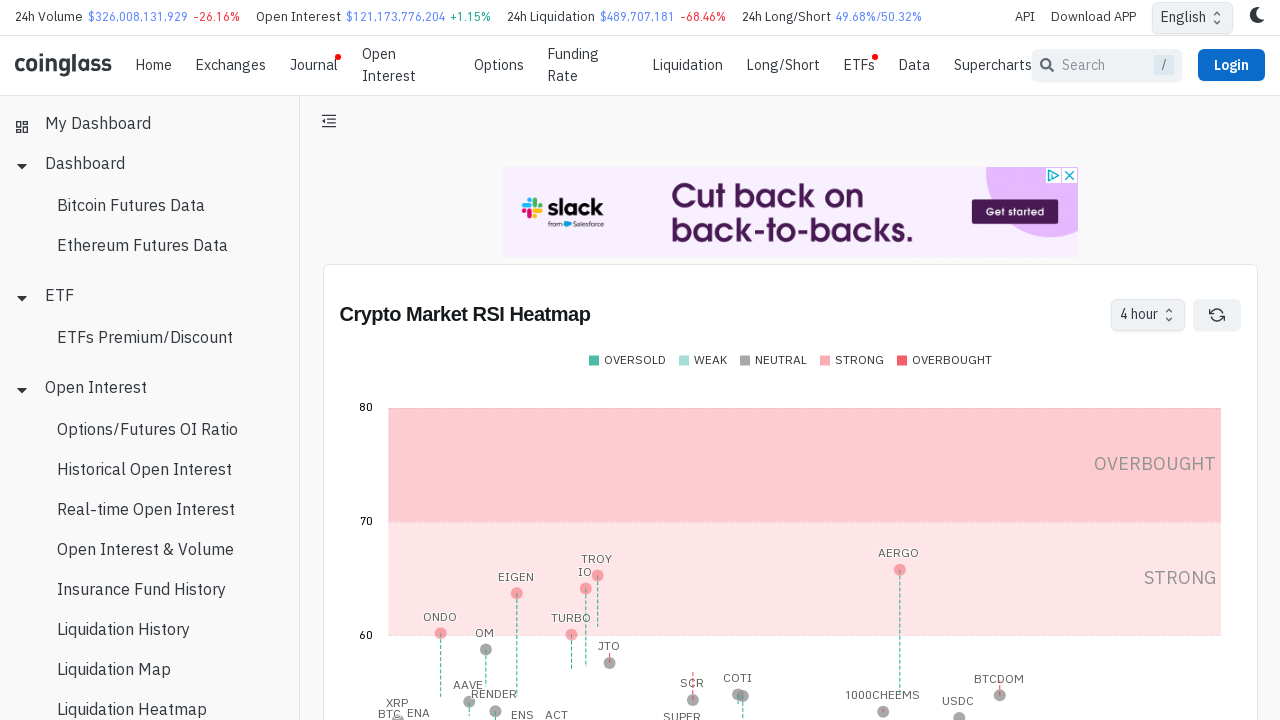 24h Volume $326,008,131,929 -26.16% Open Interest $121,173,776,204 +1.15% 24h Liquidation $489,707,181 -68.46% 24h Long/Short 49.68%/50.32% API Download APP English
coinglass Home Exchanges Journal Open Interest Options Funding Rate Liquidation Long/Short ETFs Data Supercharts Search / Login
My Dashboard
Dashboard
Bitcoin Futures Data
Ethereum Futures Data
ETF
ETFs Premium/Discount
Open Interest
Options/Futures OI Ratio
Historical Open Interest
Real-time Open Interest
Open Interest & Volume
Insurance Fund History
Liquidation History
Liquidation Map
Liquidation Heatmap
slack
from Salesforce
Cut back on
back-to-backs.
Get started
Crypto Market RSI Heatmap
4 hour
OVERSOLD WEAK NEUTRAL STRONG OVERBOUGHT
80
OVERBOUGHT
70
AERGO
TROY
IO
EIGEN
STRONG
ONDO
TURBO
60
OM
JTO
COTI
BTCDOM
SCR
AAVE
RENDER
1000CHEEMS
USDC
XRP
BTC
ENA
ENS
ACT
SUPER